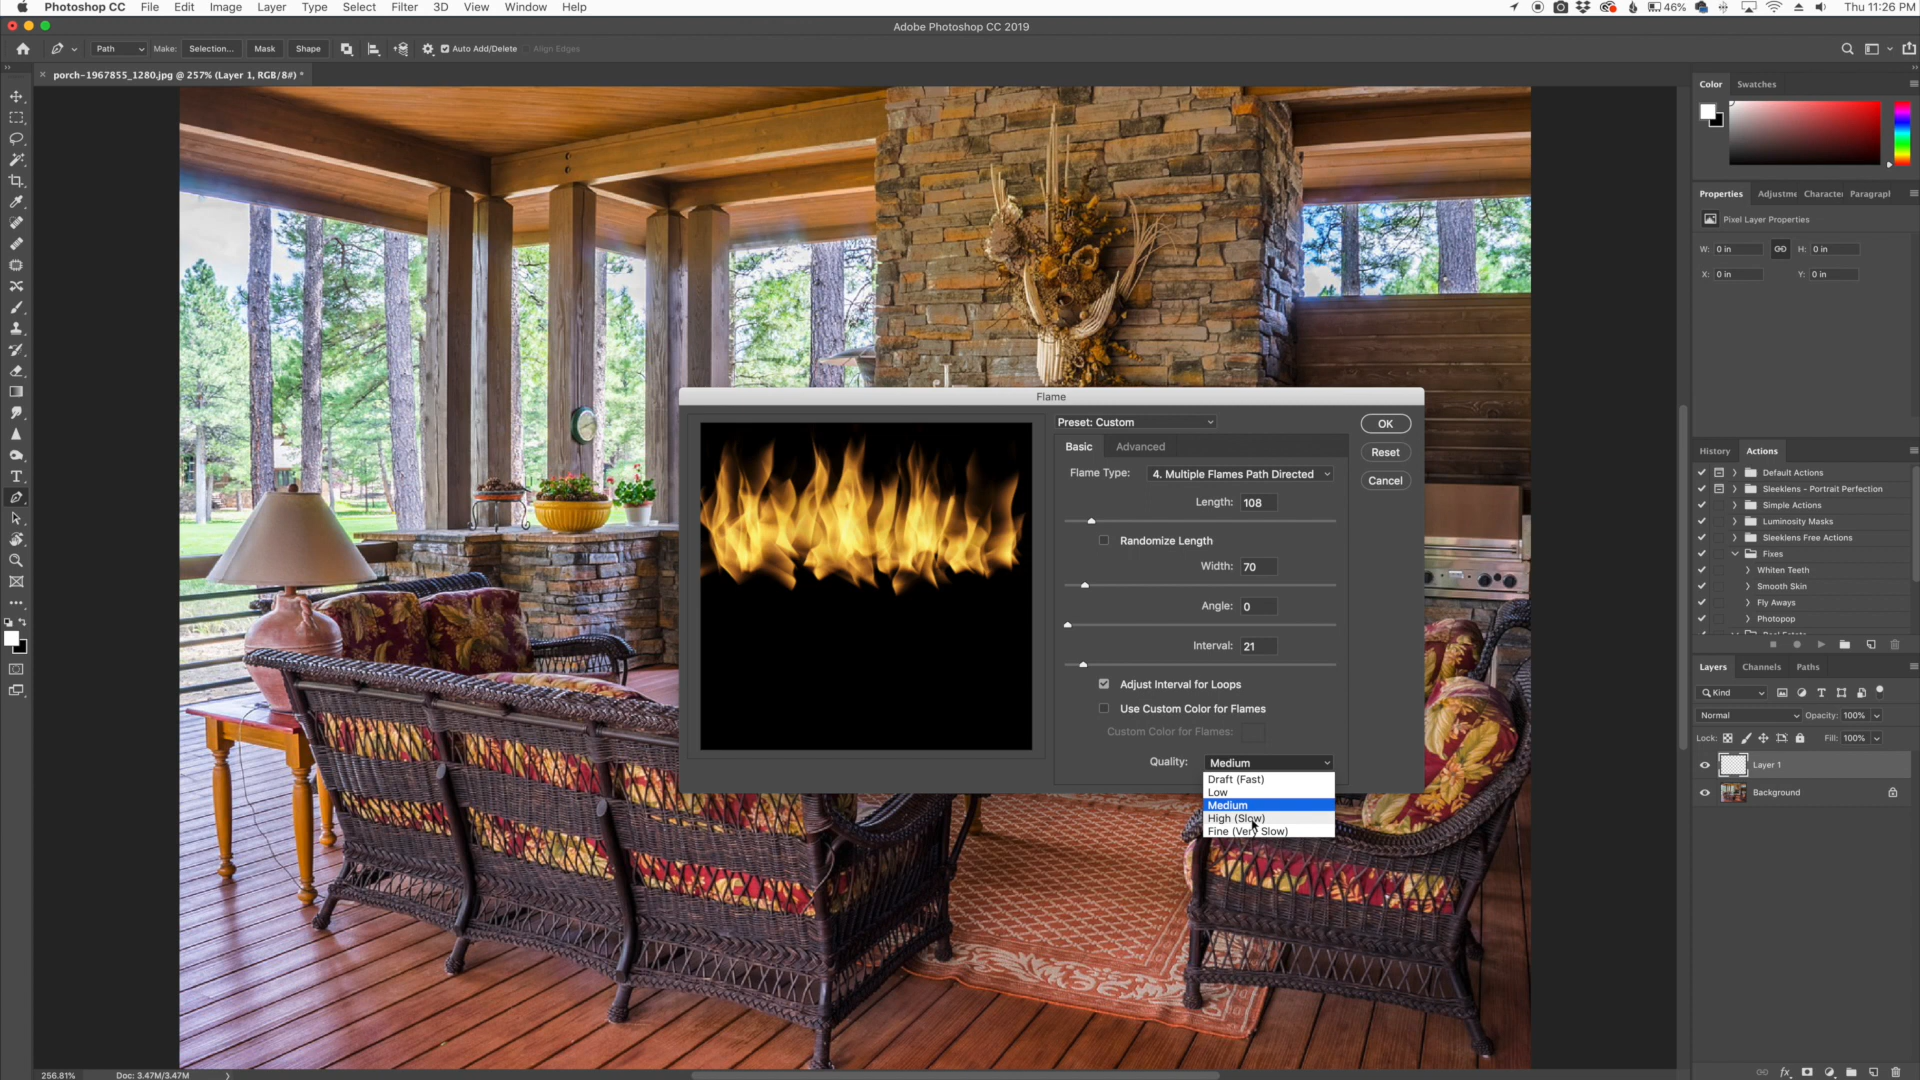 Photoshop CC File Edit Image Layer Type Select Filter 3D View Window Help 46% Thu 11:26 PM
Adobe Photoshop CC 2019
Path Make: Selection... Mask Shape Auto Add/Delete Align Edges
porch-1967855_1280.jpg @ 257% (Layer 1, RGB/8#) *
Color Swatches
Properties Adjustme Character Paragraph
Pixel Layer Properties
W: 0 in H: 0 in
X: 0 in Y: 0 in
Flame
Preset: Custom
OK
Basic Advanced
Reset
Flame Type: 4. Multiple Flames Path Directed
Cancel
Length: 108
Randomize Length
Width: 70
Angle: 0
Interval: 21
Adjust Interval for Loops
Use Custom Color for Flames
Custom Color for Flames:
Quality: Medium
Draft (Fast)
Low
Medium
High (Slow)
Fine (Very Slow)
History Actions
Default Actions
Sleeklens - Portrait Perfection
Simple Actions
Luminosity Masks
Sleeklens Free Actions
Fixes
Whiten Teeth
Smooth Skin
Fly Aways
Photopop
Real Estate
Layers Channels Paths
Kind
Normal Opacity: 100%
Lock: Fill: 100%
Layer 1
Background
256.81% Doc: 3.47M/3.47M
fx